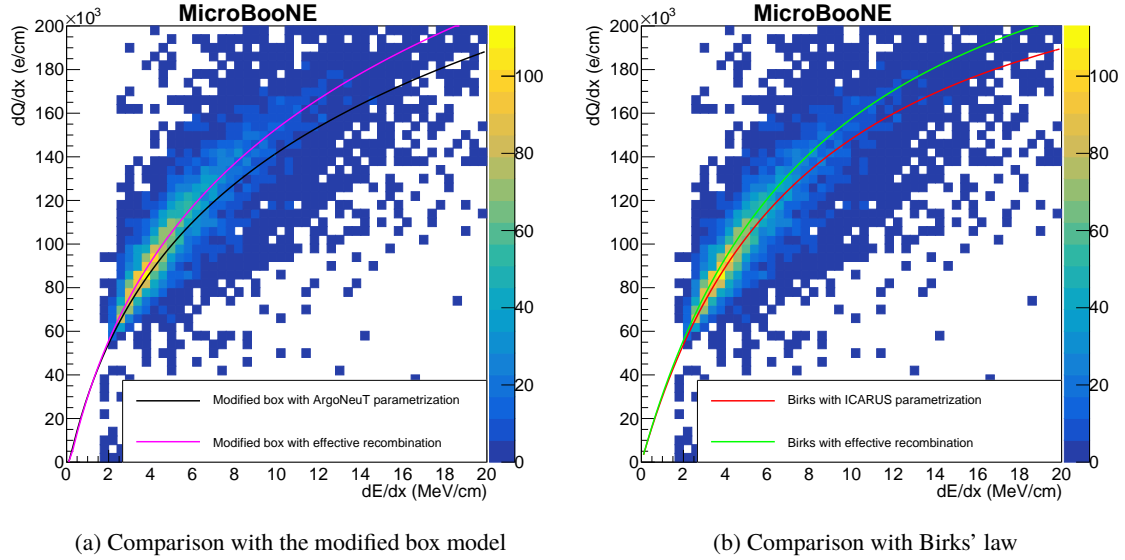 MicroBooNE
×10³
dQ/dx (e/cm)
200
180
160
140
120
100
80
60
40
20
0
0 2 4 6 8 10 12 14 16 18 20
dE/dx (MeV/cm)
100
80
60
40
20
0
Modified box with ArgoNeuT parametrization
Modified box with effective recombination
(a) Comparison with the modified box model
MicroBooNE
×10³
dQ/dx (e/cm)
200
180
160
140
120
100
80
60
40
20
0
0 2 4 6 8 10 12 14 16 18 20
dE/dx (MeV/cm)
100
80
60
40
20
0
Birks with ICARUS parametrization
Birks with effective recombination
(b) Comparison with Birks' law